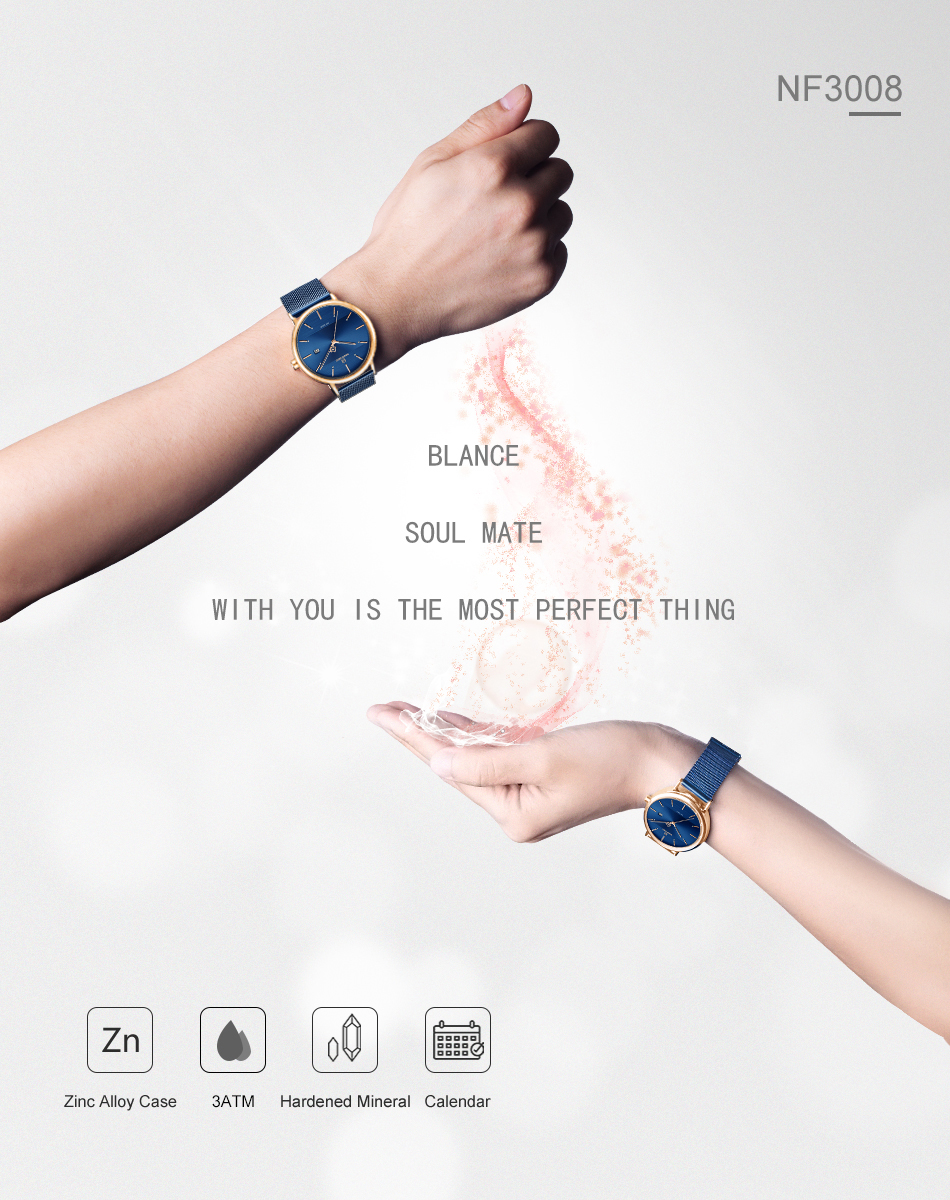 NF3008
BLANCE
SOUL MATE
WITH YOU IS THE MOST PERFECT THING
Zn
Zinc Alloy Case
3ATM
Hardened Mineral
Calendar